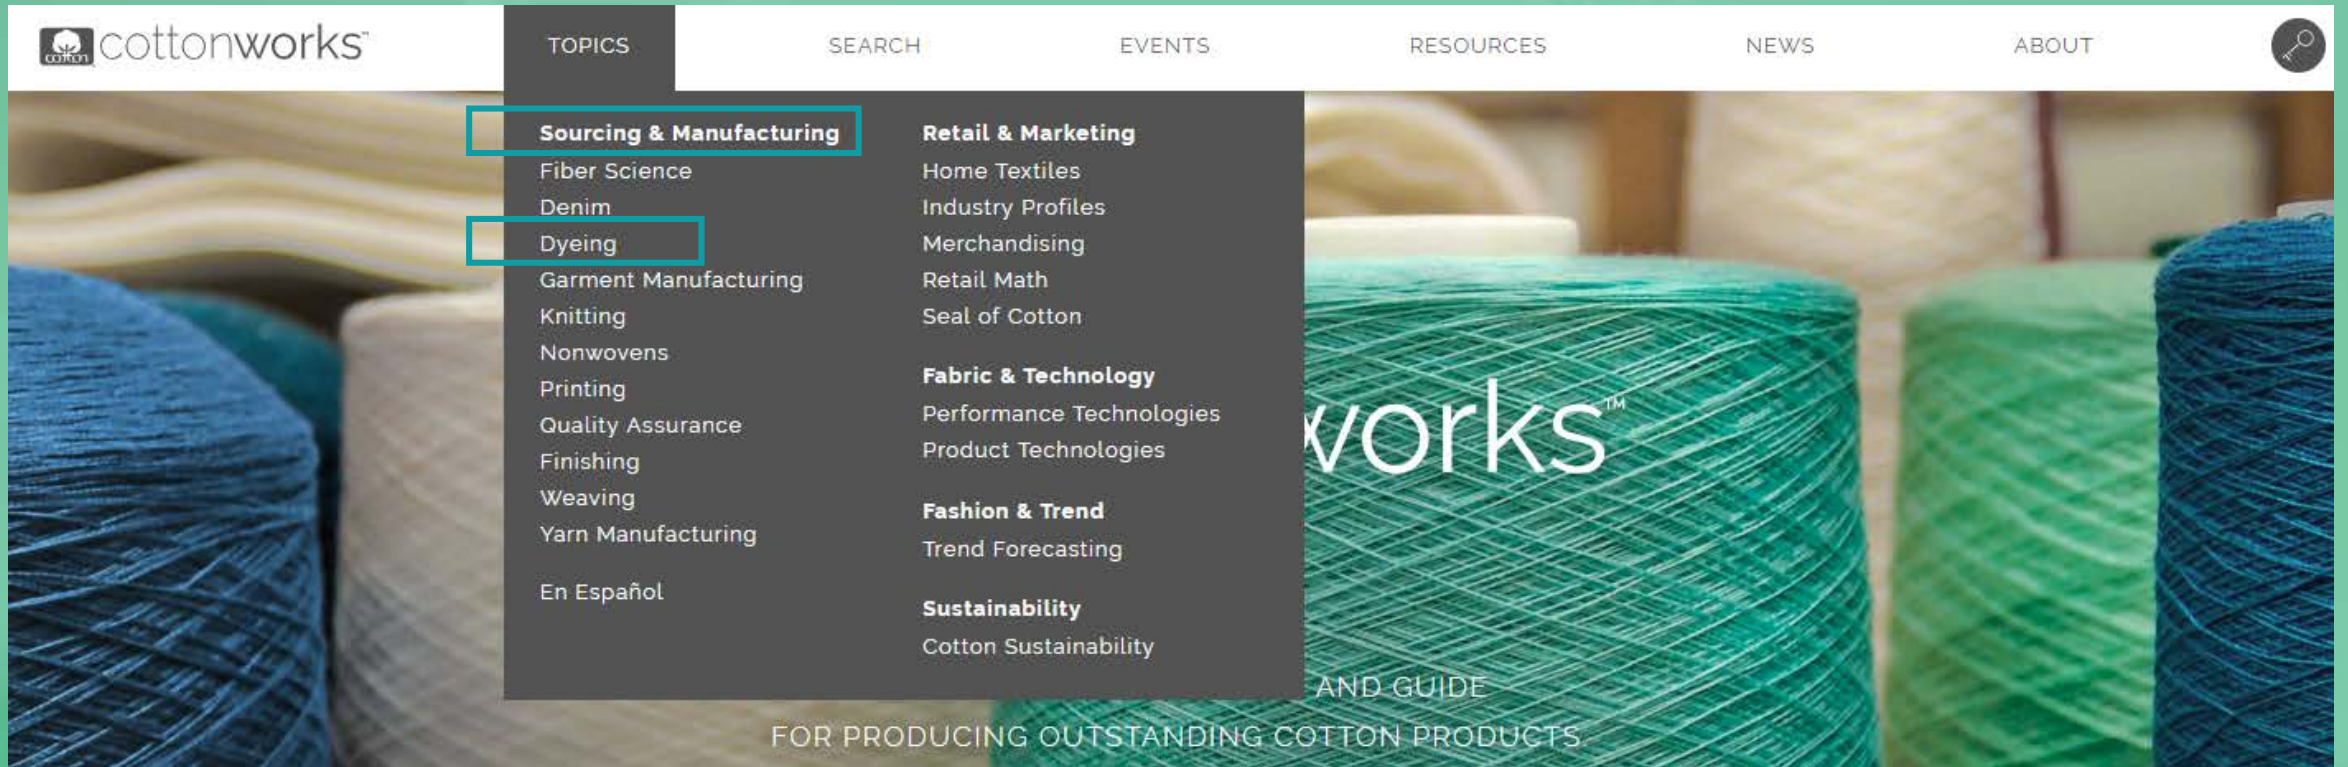 cotton
cottonworks™
TOPICS
SEARCH
EVENTS
RESOURCES
NEWS
ABOUT
Sourcing & Manufacturing
Fiber Science
Denim
Dyeing
Garment Manufacturing
Knitting
Nonwovens
Printing
Quality Assurance
Finishing
Weaving
Yarn Manufacturing
En Español
Retail & Marketing
Home Textiles
Industry Profiles
Merchandising
Retail Math
Seal of Cotton
Fabric & Technology
Performance Technologies
Product Technologies
Fashion & Trend
Trend Forecasting
Sustainability
Cotton Sustainability
works™
AND GUIDE
FOR PRODUCING OUTSTANDING COTTON PRODUCTS.